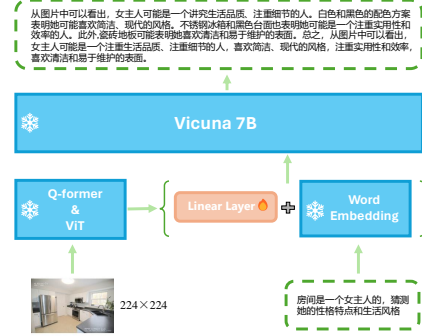 从图片中可以看出，女主人可能是一个讲究生活品质、注重细节的人。白色和黑色的配色方案
表明她可能喜欢简洁、现代的风格。不锈钢冰箱和黑色台面也表明她可能是一个注重实用性和
效率的人。此外,瓷砖地板可能表明她喜欢清洁和易于维护的表面。总之，从图片中可以看出，
女主人可能是一个注重生活品质、注重细节的人，喜欢简洁、现代的风格，注重实用性和效率，
喜欢清洁和易于维护的表面。
Vicuna 7B
Q-former
&
ViT
Linear Layer
Word
Embedding
224×224
房间是一个女主人的，猜测
她的性格特点和生活风格